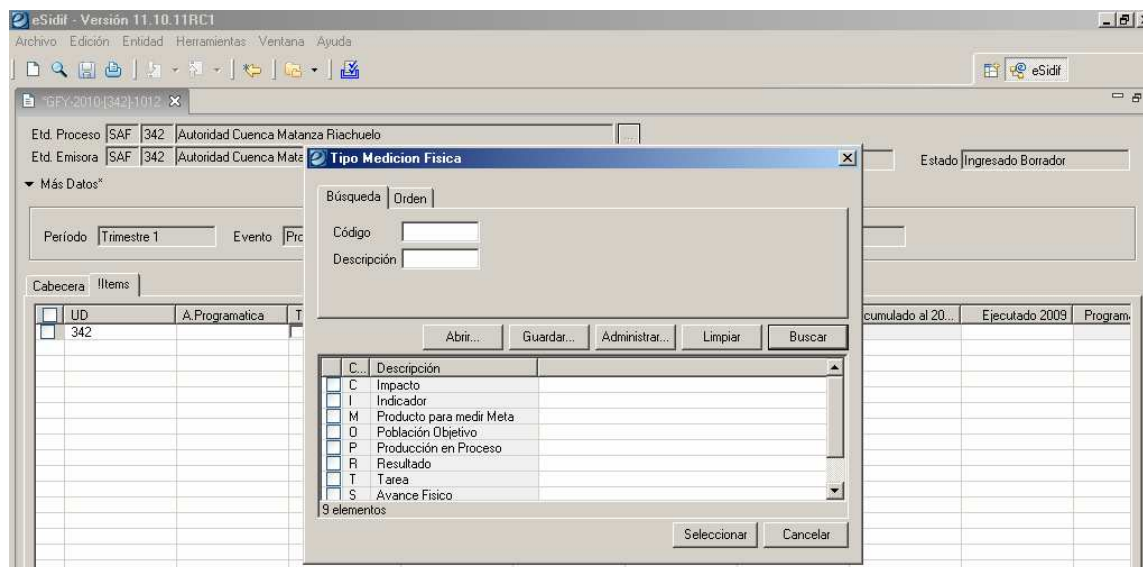 eSidif - Versión 11.10.11RC1
Archivo Edición Entidad Herramientas Ventana Ayuda
eSidif
*GFY-2010-[342]-1012
Etd. Proceso SAF 342 Autoridad Cuenca Matanza Riachuelo ...
Etd. Emisora SAF 342 Autoridad Cuenca Mata Estado Ingresado Borrador
Más Datos*
Período Trimestre 1 Evento Pro
Cabecera IItems
UD A.Programatica T cumulado al 20... Ejecutado 2009 Program
342
Tipo Medicion Fisica
Búsqueda Orden
Código
Descripción
Abrir... Guardar... Administrar... Limpiar Buscar
C... Descripción
C Impacto
I Indicador
M Producto para medir Meta
O Población Objetivo
P Producción en Proceso
R Resultado
T Tarea
S Avance Fisico
9 elementos
Seleccionar Cancelar